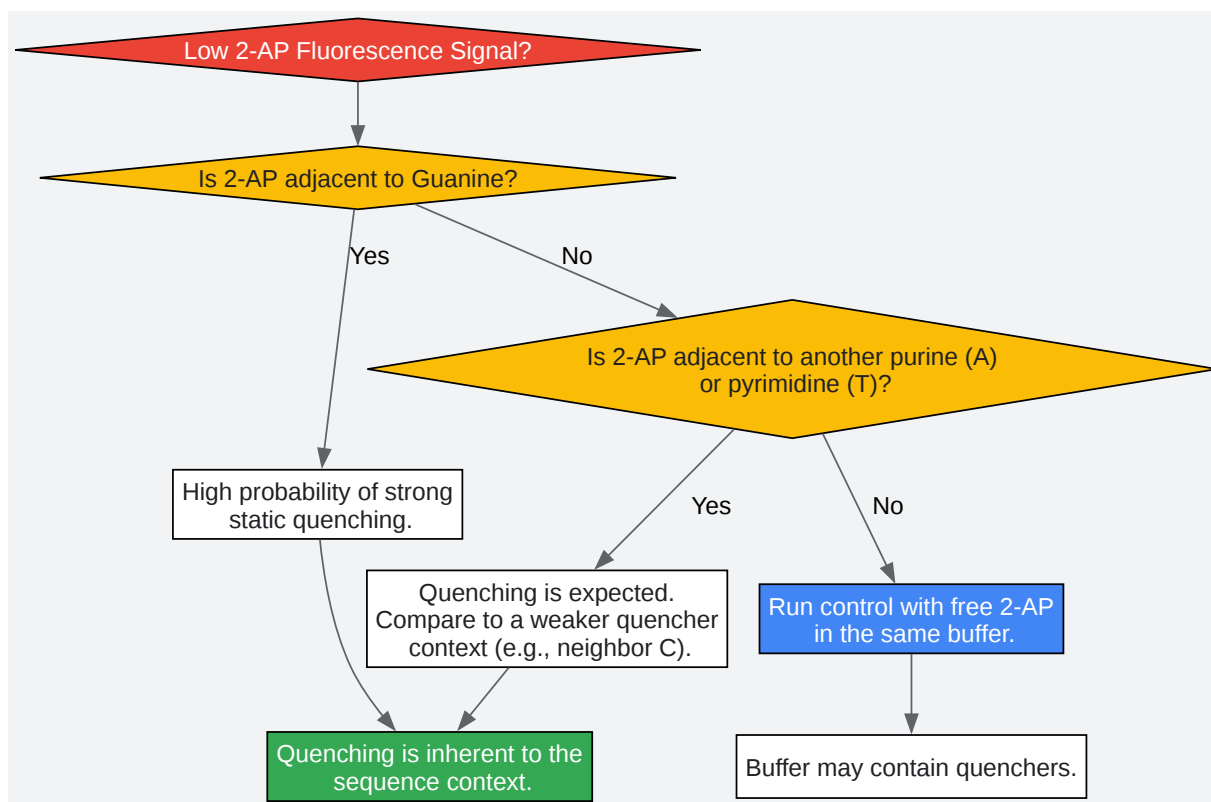 Low 2-AP Fluorescence Signal?
Is 2-AP adjacent to Guanine?
Yes
No
Is 2-AP adjacent to another purine (A)
or pyrimidine (T)?
High probability of strong
static quenching.
Yes
No
Quenching is expected.
Compare to a weaker quencher
context (e.g., neighbor C).
Run control with free 2-AP
in the same buffer.
Quenching is inherent to the
sequence context.
Buffer may contain quenchers.